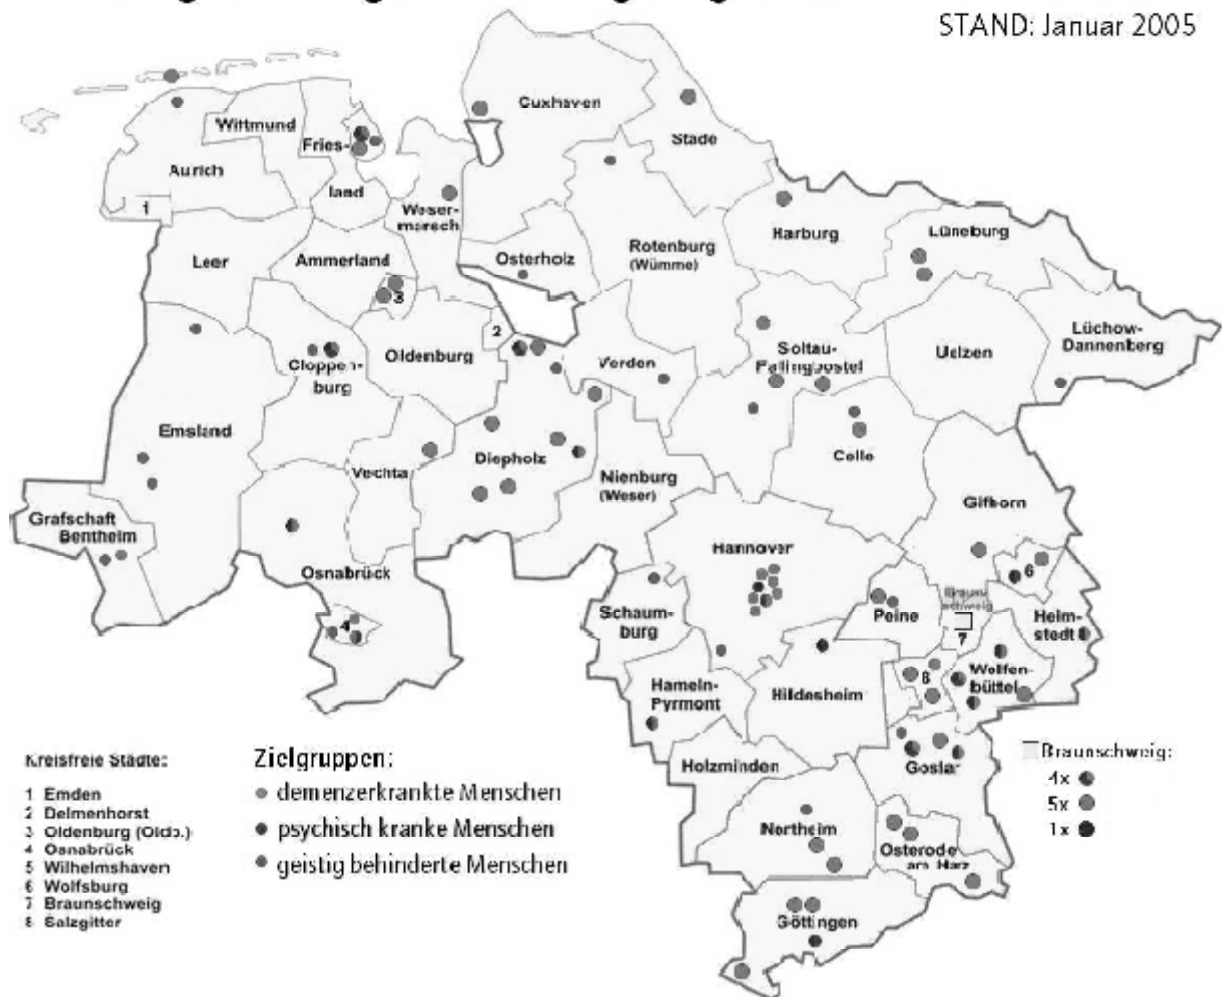 STAND: Januar 2005
Cuxhaven
Stade
Wittmund
Fries-
land
Aurich
1
Weser-
marsch
Leer
Ammerland
3
Osterholz
Rotenburg
(Wümme)
Harburg
Lüneburg
2
Oldenburg
Cloppen-
burg
Verden
Soltau-
Fallingbostel
Uelzen
Lüchow-
Dannenberg
Emsland
Vechta
Diepholz
Nienburg
(Weser)
Celle
Gifhorn
Grafschaft
Bentheim
Osnabrück
4
Hannover
Schaum-
burg
Peine
Braun-
schweig
7
6
Helm-
stedt
8
Wolfen-
büttel
Hameln-
Pyrmont
Hildesheim
Holzminden
Goslar
Northeim
Osterode
am Harz
Göttingen
Kreisfreie Städte:
1 Emden
2 Delmenhorst
3 Oldenburg (Oldb.)
4 Osnabrück
5 Wilhelmshaven
6 Wolfsburg
7 Braunschweig
8 Salzgitter
Zielgruppen:
demenzerkrankte Menschen
psychisch kranke Menschen
geistig behinderte Menschen
Braunschweig:
4x
5x
1x